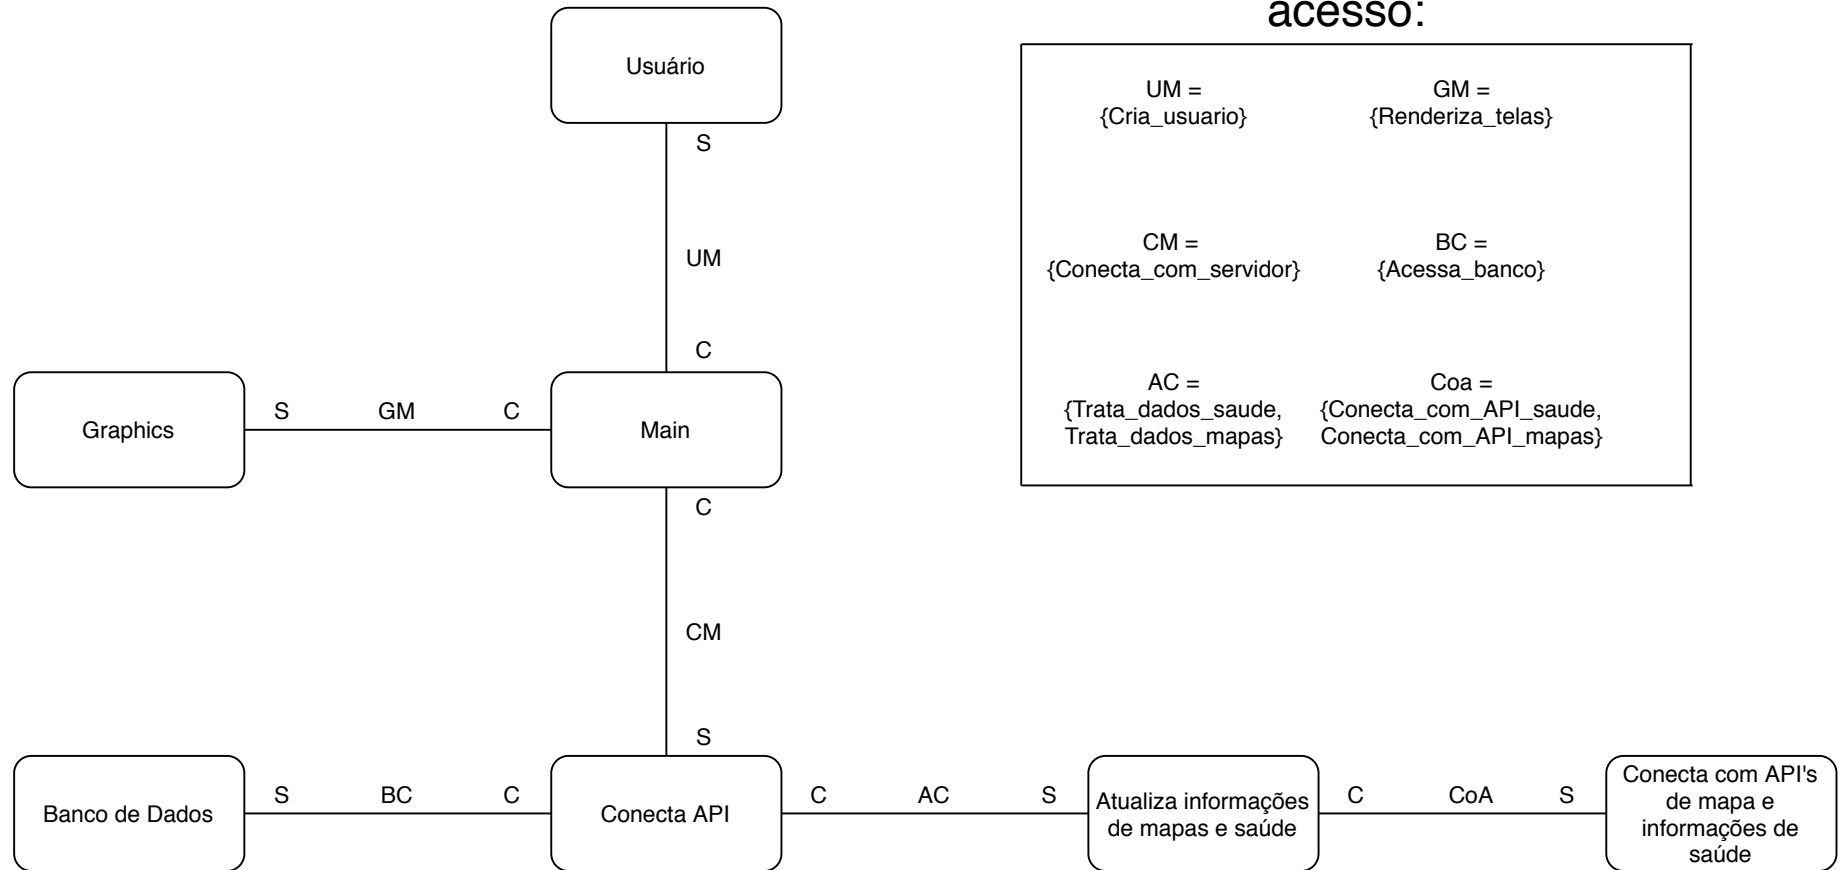 acesso:
Usuário
UM =
{Cria_usuario}
GM =
{Renderiza_telas}
S
UM
CM =
{Conecta_com_servidor}
BC =
{Acessa_banco}
C
AC =
{Trata_dados_saude,
Trata_dados_mapas}
Coa =
{Conecta_com_API_saude,
Conecta_com_API_mapas}
Graphics
S
GM
C
Main
C
CM
S
Banco de Dados
S
BC
C
Conecta API
C
AC
S
Atualiza informações
de mapas e saúde
C
CoA
S
Conecta com API's
de mapa e
informações de
saúde